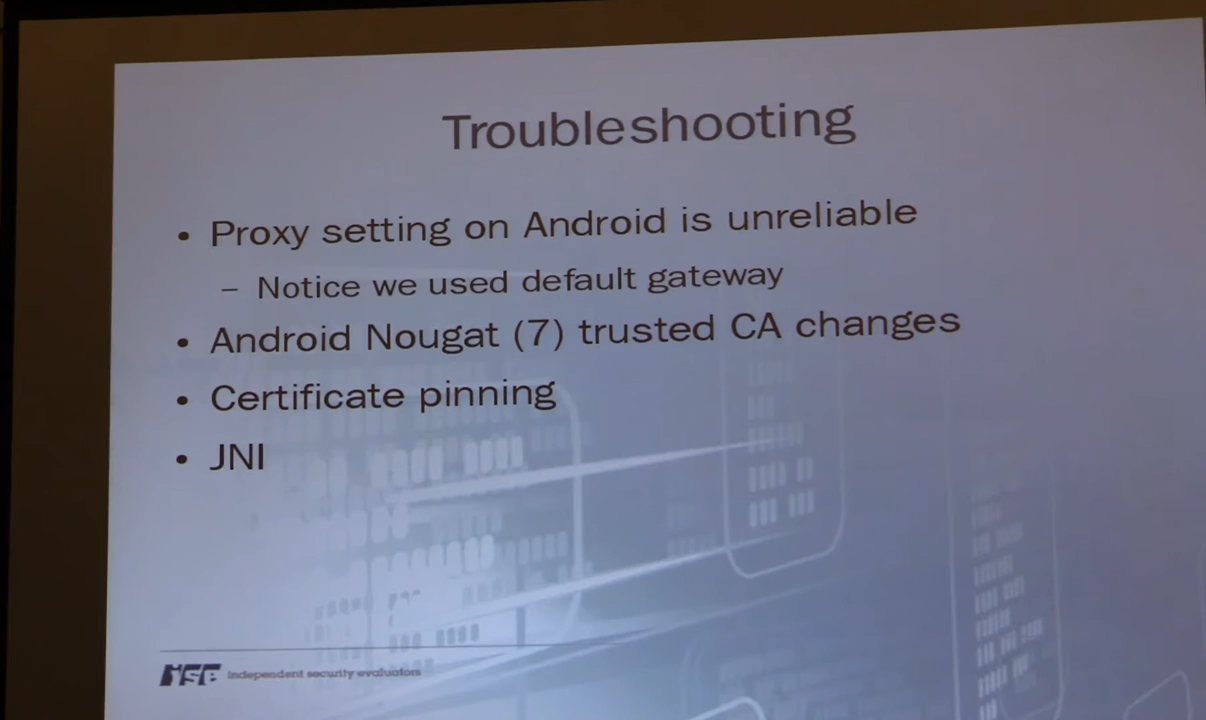 Troubleshooting
• Proxy setting on Android is unreliable
– Notice we used default gateway
• Android Nougat (7) trusted CA changes
• Certificate pinning
• JNI
ise independent security evaluators